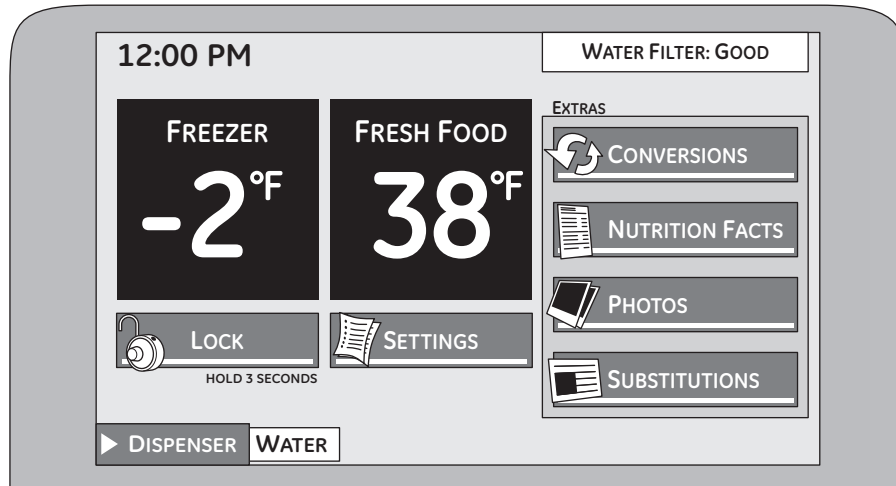 12:00 PM
WATER FILTER: GOOD
FREEZER
-2°F
FRESH FOOD
38°F
EXTRAS
CONVERSIONS
NUTRITION FACTS
PHOTOS
SUBSTITUTIONS
LOCK
HOLD 3 SECONDS
SETTINGS
DISPENSER
WATER